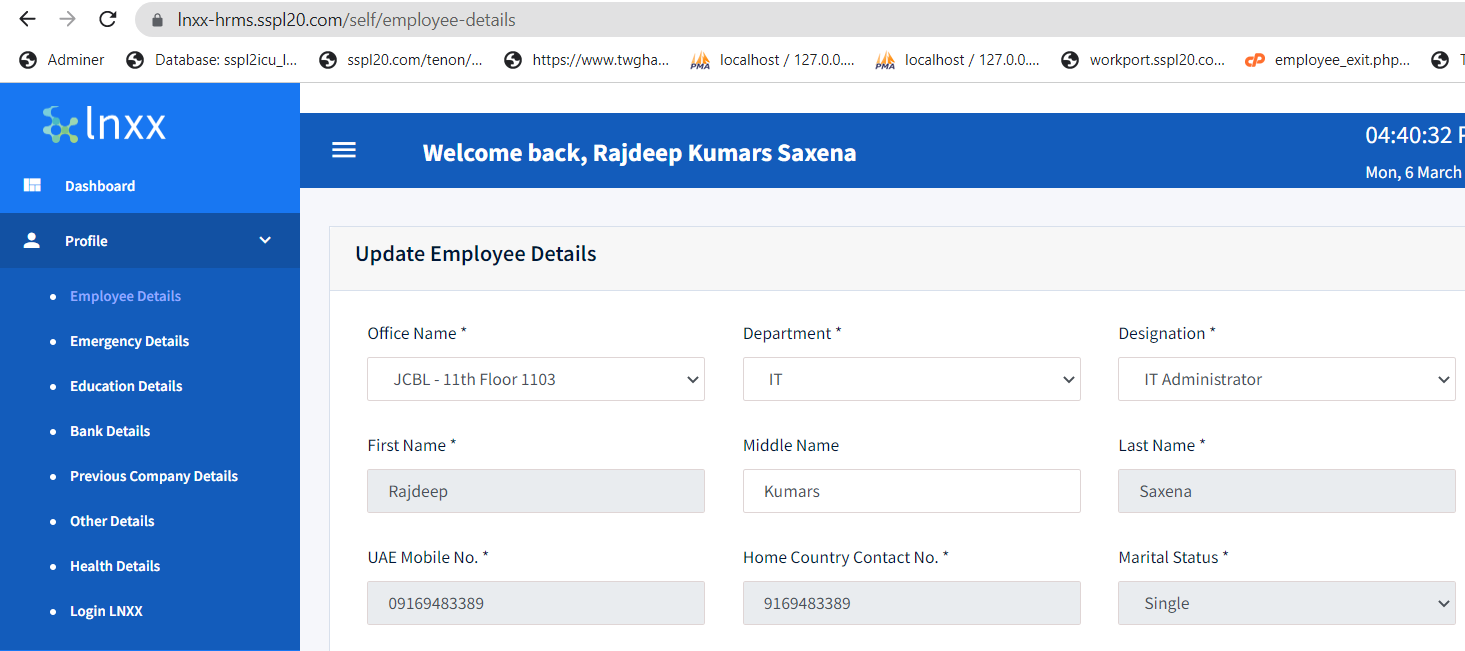 lnxx-hrms.sspl20.com/self/employee-details
Adminer Database: sspl2icu_l... sspl20.com/tenon/... https://www.twgha... PMA localhost / 127.0.0.... PMA localhost / 127.0.0.... workport.sspl20.co... cP employee_exit.php... T
lnxx
Dashboard
Profile
Employee Details
Emergency Details
Education Details
Bank Details
Previous Company Details
Other Details
Health Details
Login LNXX
Welcome back, Rajdeep Kumars Saxena
04:40:32 P
Mon, 6 March
Update Employee Details
Office Name * Department * Designation *
JCBL - 11th Floor 1103 IT IT Administrator
First Name * Middle Name Last Name *
Rajdeep Kumars Saxena
UAE Mobile No. * Home Country Contact No. * Marital Status *
09169483389 9169483389 Single